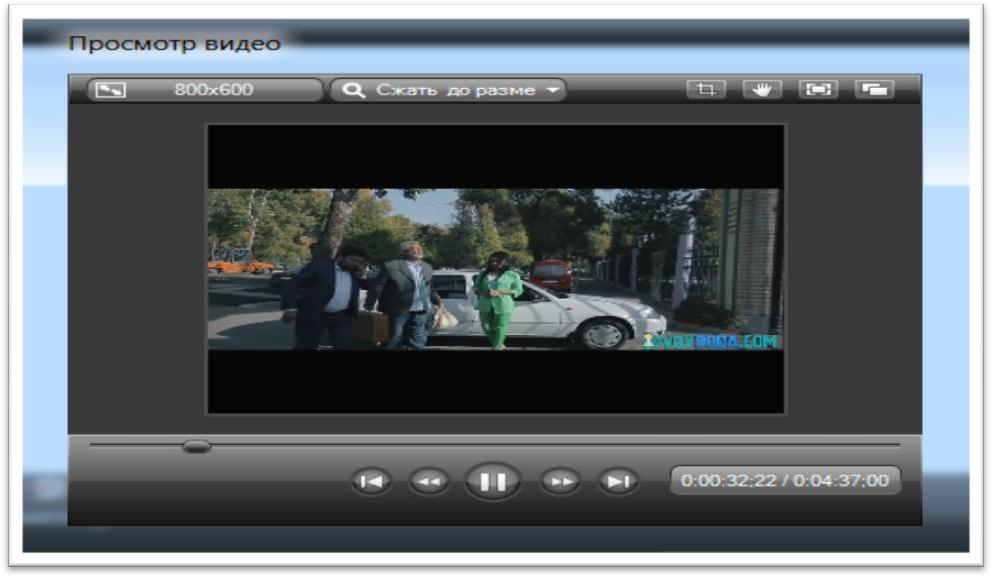 Просмотр видео
800x600
Сжать до разме
0:00:32;22 / 0:04:37;00